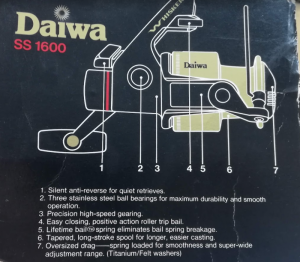 Daiwa
SS 1600
WHISKER
Daiwa
1 2 3 4 5 6 7
1. Silent anti-reverse for quiet retrieves.
2. Three stainless steel ball bearings for maximum durability and smooth
operation.
3. Precision high-speed gearing.
4. Easy closing, positive action roller trip bail.
5. Lifetime bail spring eliminates bail spring breakage.
6. Tapered, long-stroke spool for longer, easier casting.
7. Oversized drag—spring loaded for smoothness and super-wide
adjustment range. (Titanium/Felt washers)